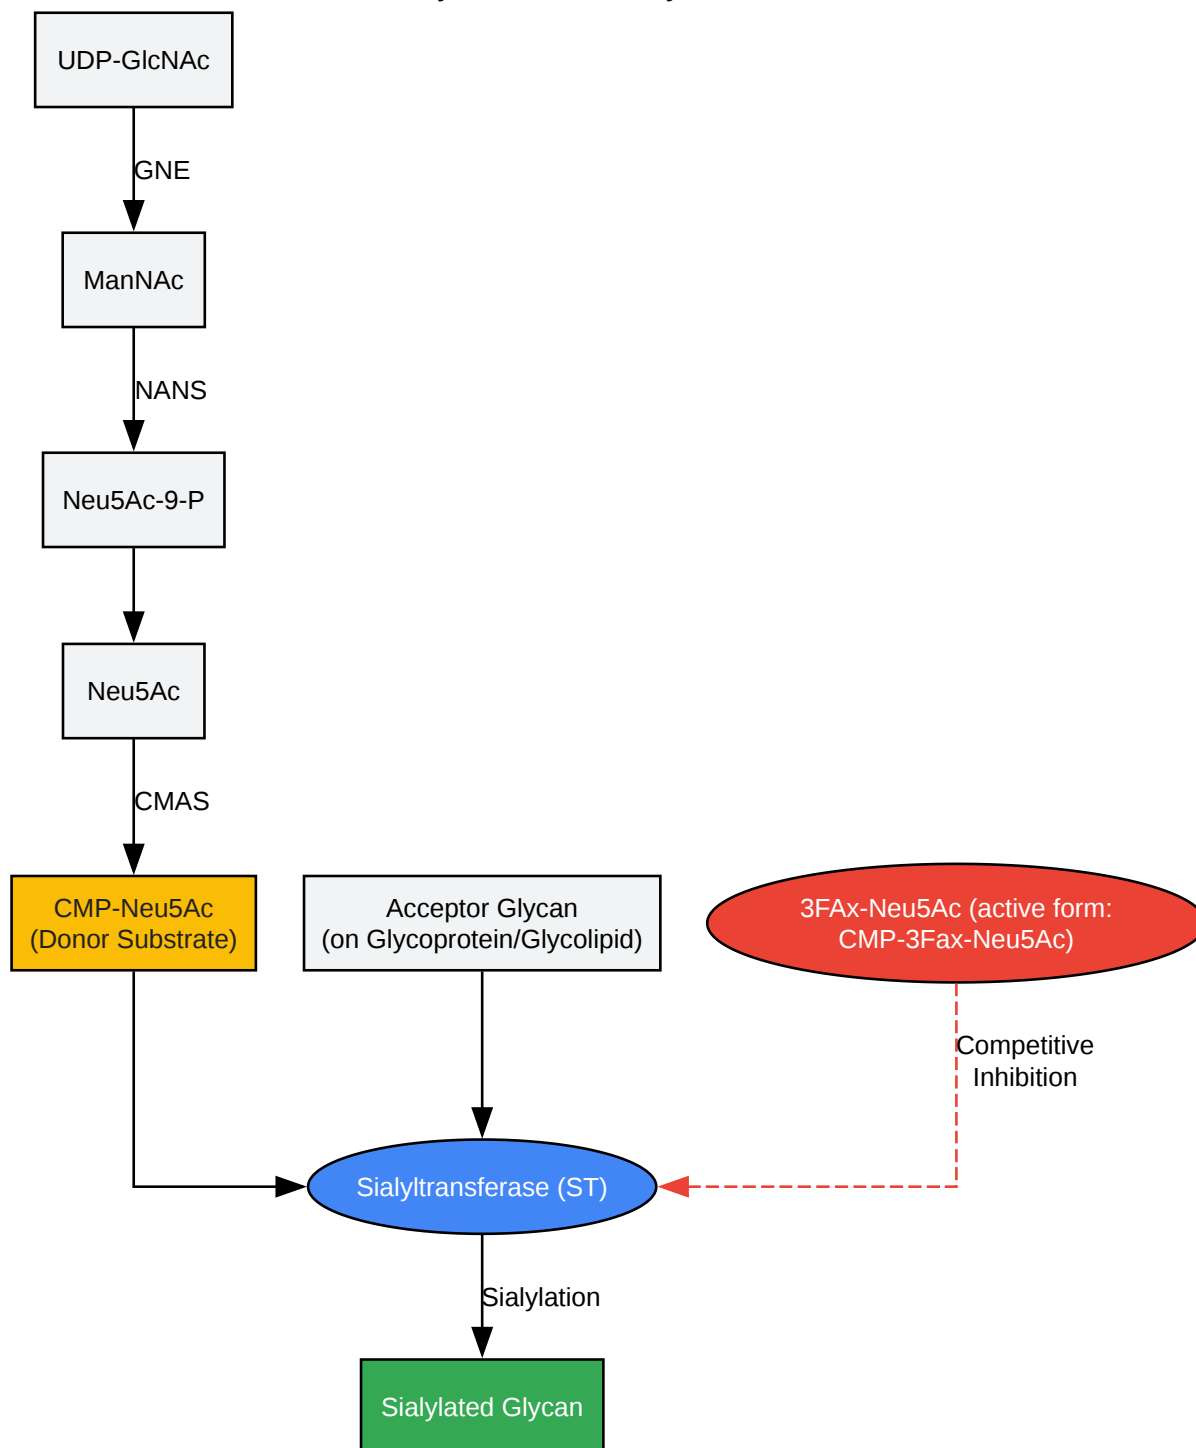 UDP-GlcNAc
GNE
ManNAc
NANS
Neu5Ac-9-P
Neu5Ac
CMAS
CMP-Neu5Ac
(Donor Substrate)
Acceptor Glycan
(on Glycoprotein/Glycolipid)
3FAx-Neu5Ac (active form:
CMP-3Fax-Neu5Ac)
Competitive
Inhibition
Sialyltransferase (ST)
Sialylation
Sialylated Glycan